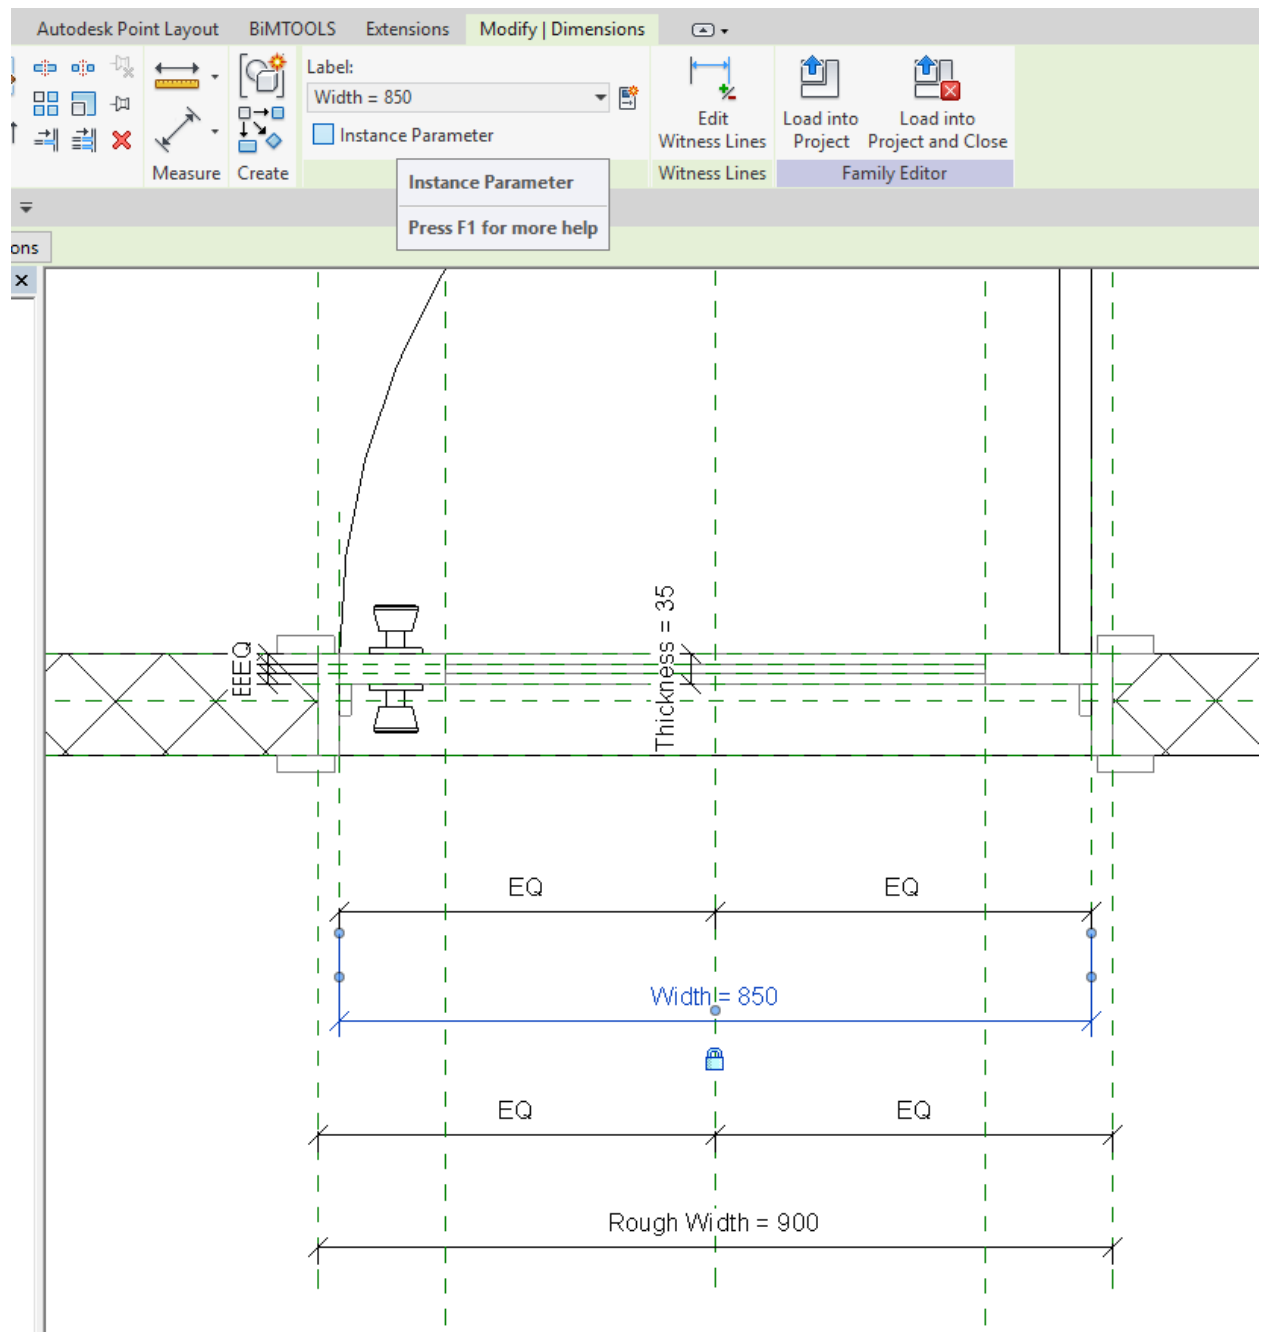 Autodesk Point Layout BiMTOOLS Extensions Modify | Dimensions
Label:
Width = 850
Instance Parameter
Edit
Witness Lines
Load into
Project
Load into
Project and Close
Measure Create Witness Lines Family Editor
Instance Parameter
Press F1 for more help
ons
Thickness = 35
EEEQ
EQ EQ
Width = 850
EQ EQ
Rough Width = 900